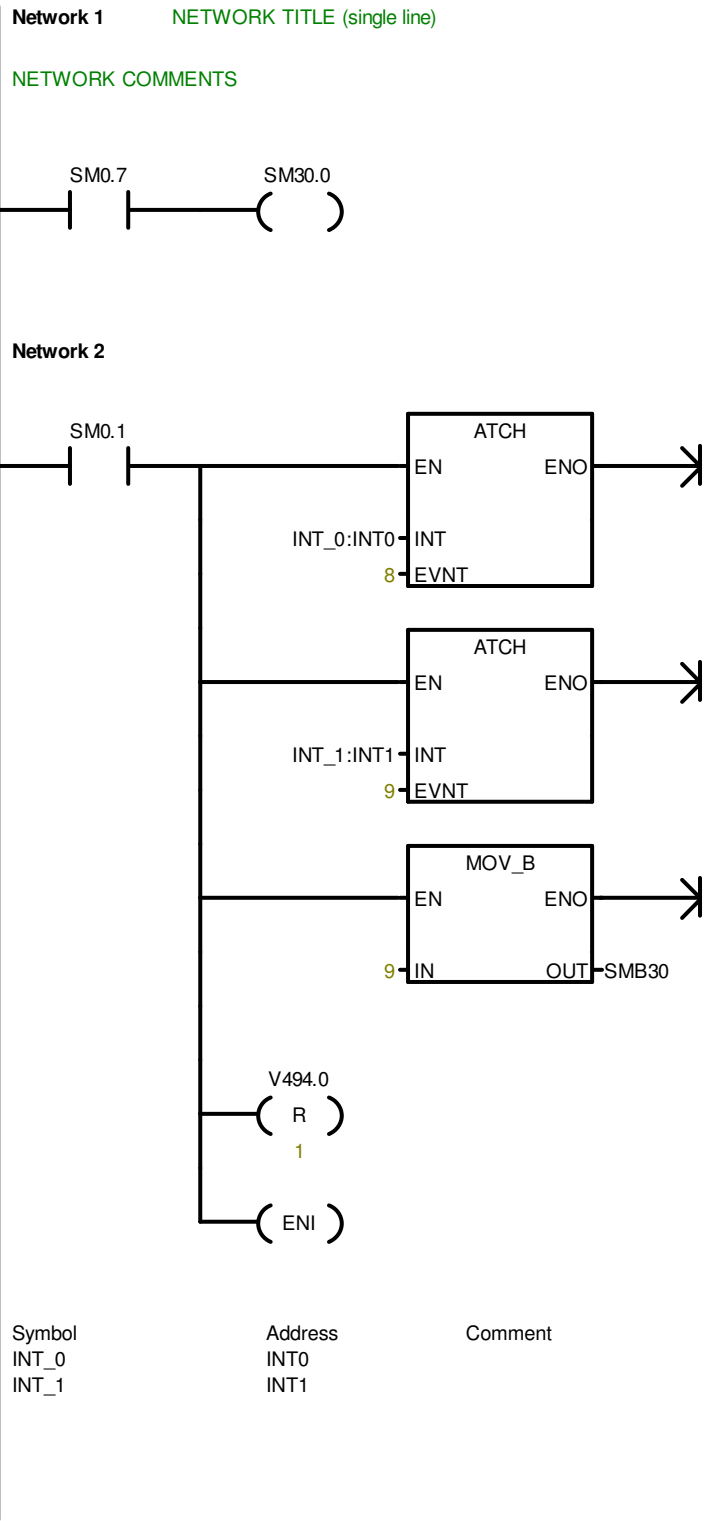 Network 1 NETWORK TITLE (single line)
NETWORK COMMENTS
SM0.7 SM30.0
Network 2
SM0.1
ATCH
EN ENO
INT_0:INT0 INT
8 EVNT
ATCH
EN ENO
INT_1:INT1 INT
9 EVNT
MOV_B
EN ENO
9 IN OUT SMB30
V494.0
R
1
ENI
Symbol Address Comment
INT_0 INT0
INT_1 INT1